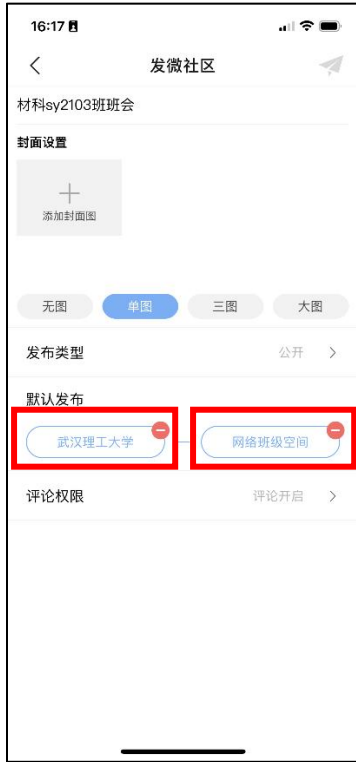 16:17
发微社区
材科sy2103班班会
封面设置
添加封面图
无图 单图 三图 大图
发布类型 公开
默认发布
武汉理工大学 网络班级空间
评论权限 评论开启